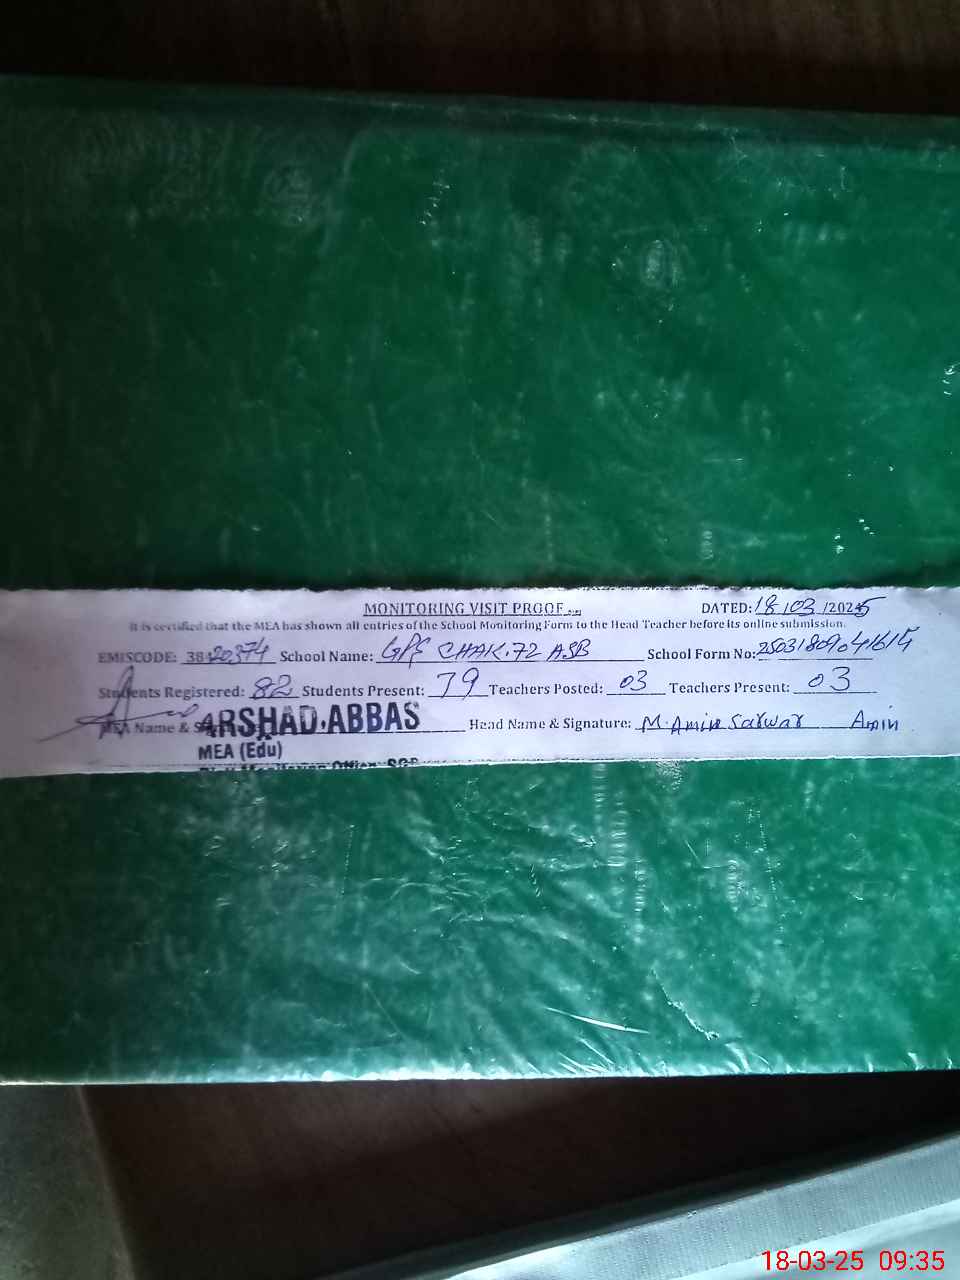 MONITORING VISIT PROOF DATED: 18/03/2025
It is certified that the MEA has shown all entries of the School Monitoring Form to the Head Teacher before its online submission.
EMISCODE: 38420374 School Name: GPS CHAK.72 ASB School Form No:
Students Registered: 82 Students Present: 79 Teachers Posted: 03 Teachers Present: 03
MEA Name & ARSHAD.ABBAS Head Name & Signature: M. Amin Sarwar Amin
MEA (Edu)
18-03-25 09:35